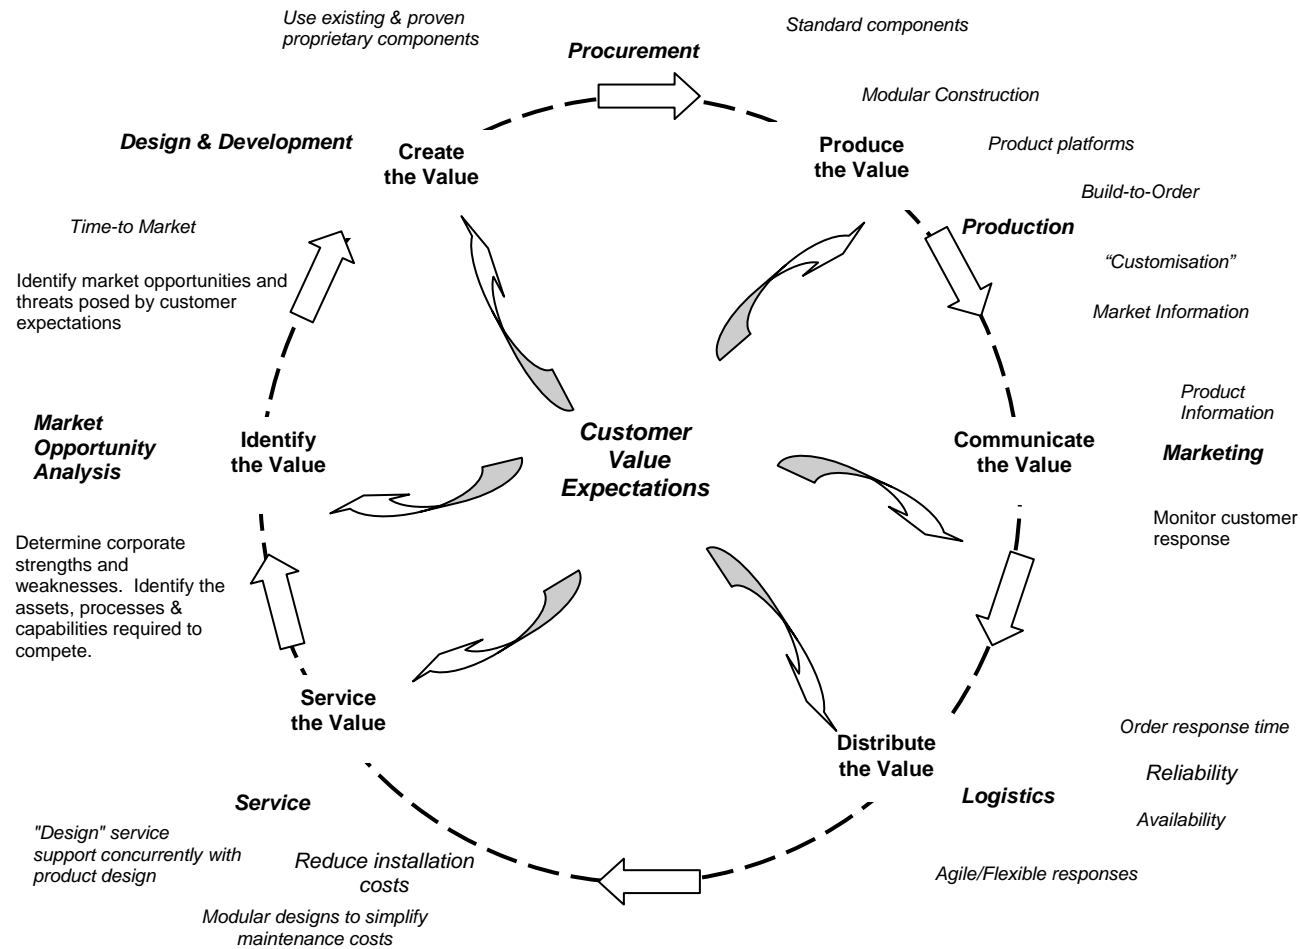 Use existing & proven
proprietary components
Standard components
Procurement
Modular Construction
Design & Development
Create
the Value
Produce
the Value
Product platforms
Build-to-Order
Time-to Market
Production
Identify market opportunities and
threats posed by customer
expectations
“Customisation”
Market Information
Product
Information
Market
Opportunity
Analysis
Identify
the Value
Customer
Value
Expectations
Communicate
the Value
Marketing
Monitor customer
response
Determine corporate
strengths and
weaknesses.  Identify the
assets, processes &
capabilities required to
compete.
Service
the Value
Distribute
the Value
Order response time
Reliability
Logistics
Availability
Service
"Design" service
support concurrently with
product design
Reduce installation
costs
Agile/Flexible responses
Modular designs to simplify
maintenance costs